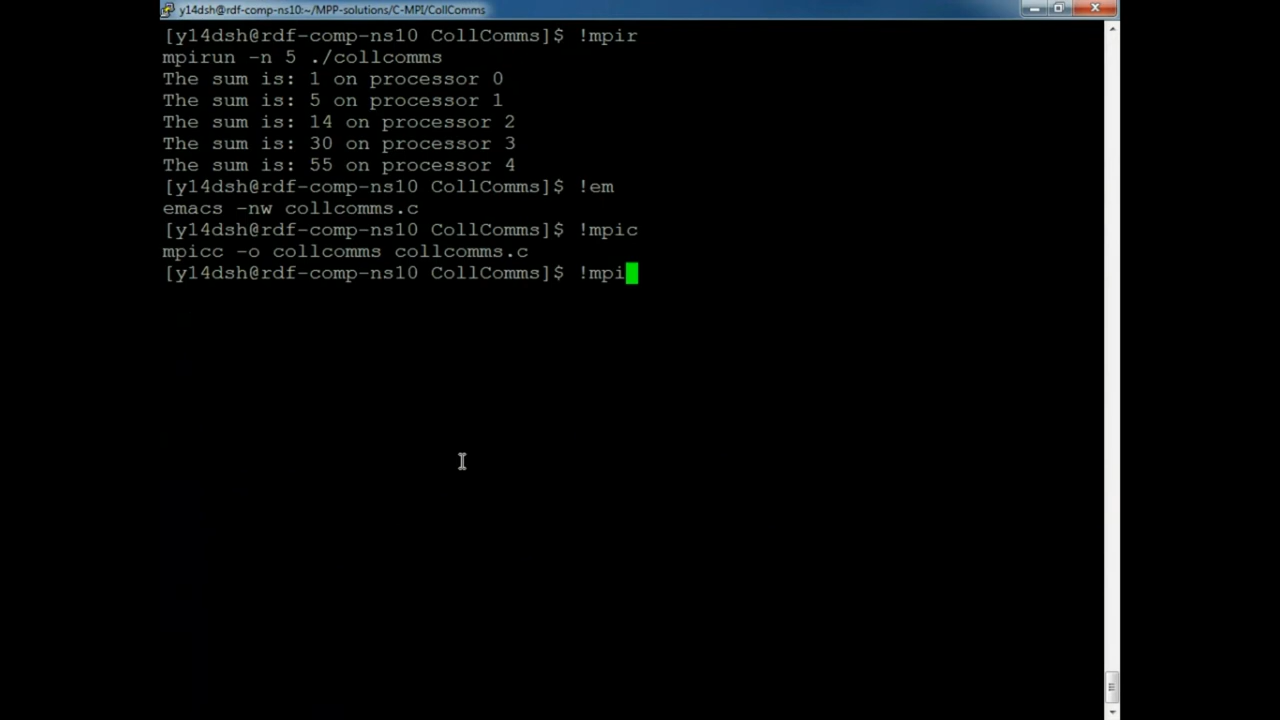 y14dsh@rdf-comp-ns10:~/MPP-solutions/C-MPI/CollComms
[y14dsh@rdf-comp-ns10 CollComms]$ !mpir
mpirun -n 5 ./collcomms
The sum is: 1 on processor 0
The sum is: 5 on processor 1
The sum is: 14 on processor 2
The sum is: 30 on processor 3
The sum is: 55 on processor 4
[y14dsh@rdf-comp-ns10 CollComms]$ !em
emacs -nw collcomms.c
[y14dsh@rdf-comp-ns10 CollComms]$ !mpic
mpicc -o collcomms collcomms.c
[y14dsh@rdf-comp-ns10 CollComms]$ !mpi